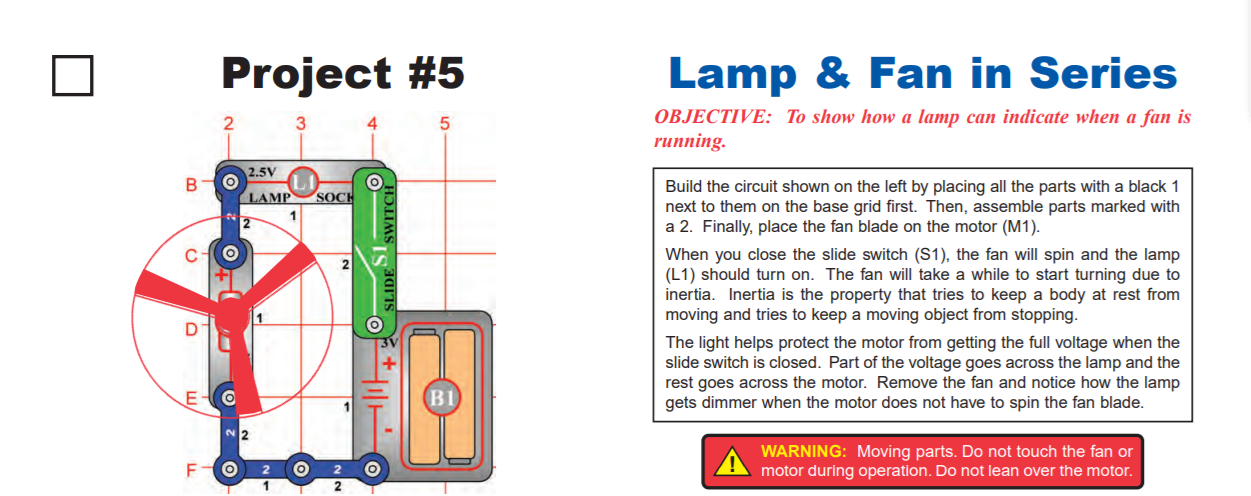 Project #5
Lamp & Fan in Series
OBJECTIVE: To show how a lamp can indicate when a fan is
running.
2 3 4 5
B
2.5V
L1
LAMP SOCK
2
2
1
C
+
2
SLIDE S1 SWITCH
D
1
3V
+
E
1
B1
-
2
2
F
2
2
1
2
Build the circuit shown on the left by placing all the parts with a black 1
next to them on the base grid first. Then, assemble parts marked with
a 2. Finally, place the fan blade on the motor (M1).
When you close the slide switch (S1), the fan will spin and the lamp
(L1) should turn on. The fan will take a while to start turning due to
inertia. Inertia is the property that tries to keep a body at rest from
moving and tries to keep a moving object from stopping.
The light helps protect the motor from getting the full voltage when the
slide switch is closed. Part of the voltage goes across the lamp and the
rest goes across the motor. Remove the fan and notice how the lamp
gets dimmer when the motor does not have to spin the fan blade.
WARNING: Moving parts. Do not touch the fan or
motor during operation. Do not lean over the motor.